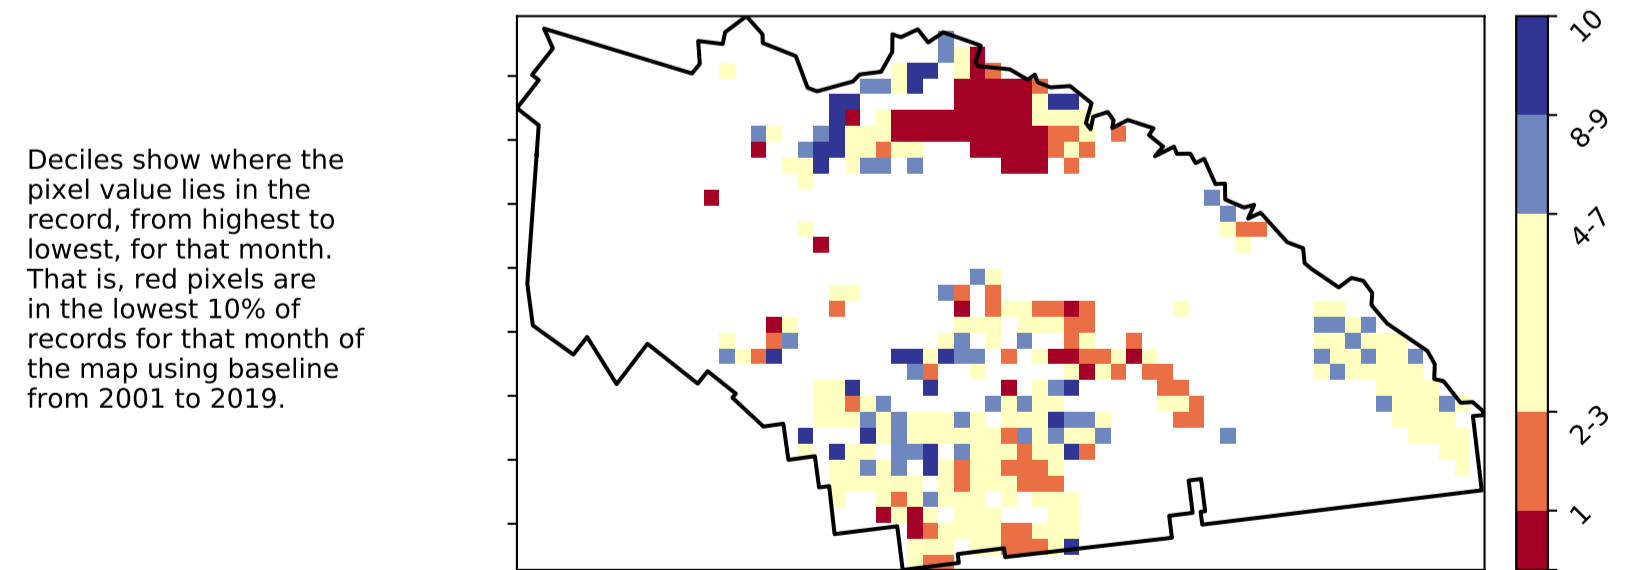 Deciles show where the
pixel value lies in the
record, from highest to
lowest, for that month.
That is, red pixels are
in the lowest 10% of
records for that month of
the map using baseline
from 2001 to 2019.
10
8-9
4-7
2-3
1